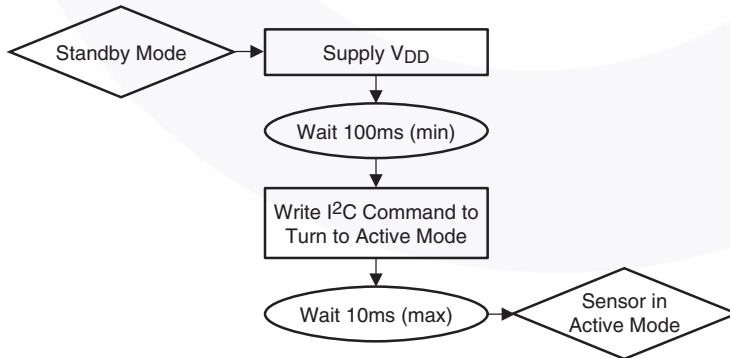 Standby Mode
Supply VDD
Wait 100ms (min)
Write I2C Command to
Turn to Active Mode
Wait 10ms (max)
Sensor in
Active Mode